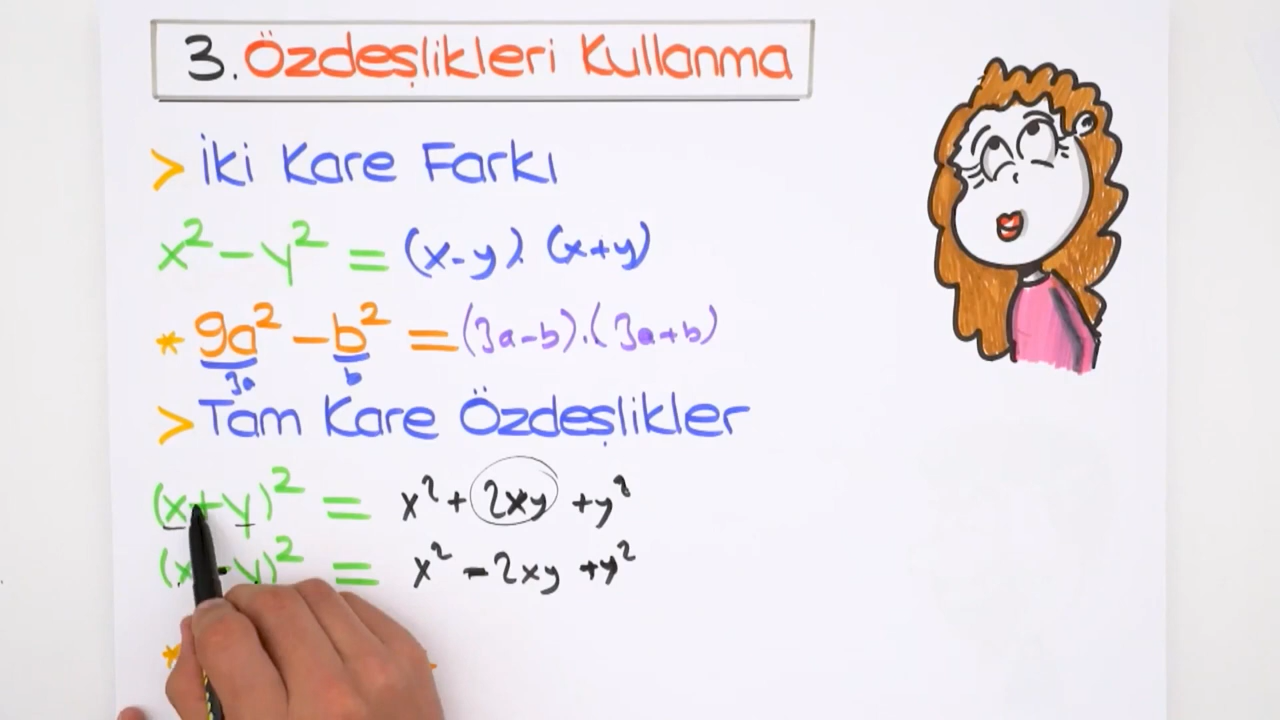 3. Özdeşlikleri Kullanma
> İki Kare Farkı
x² - y² = (x-y). (x+y)
* 9a² - b² = (3a-b).(3a+b)
3a b
> Tam Kare Özdeşlikler
(x+y)² = x² + 2xy + y²
(x-y)² = x² - 2xy + y²
*